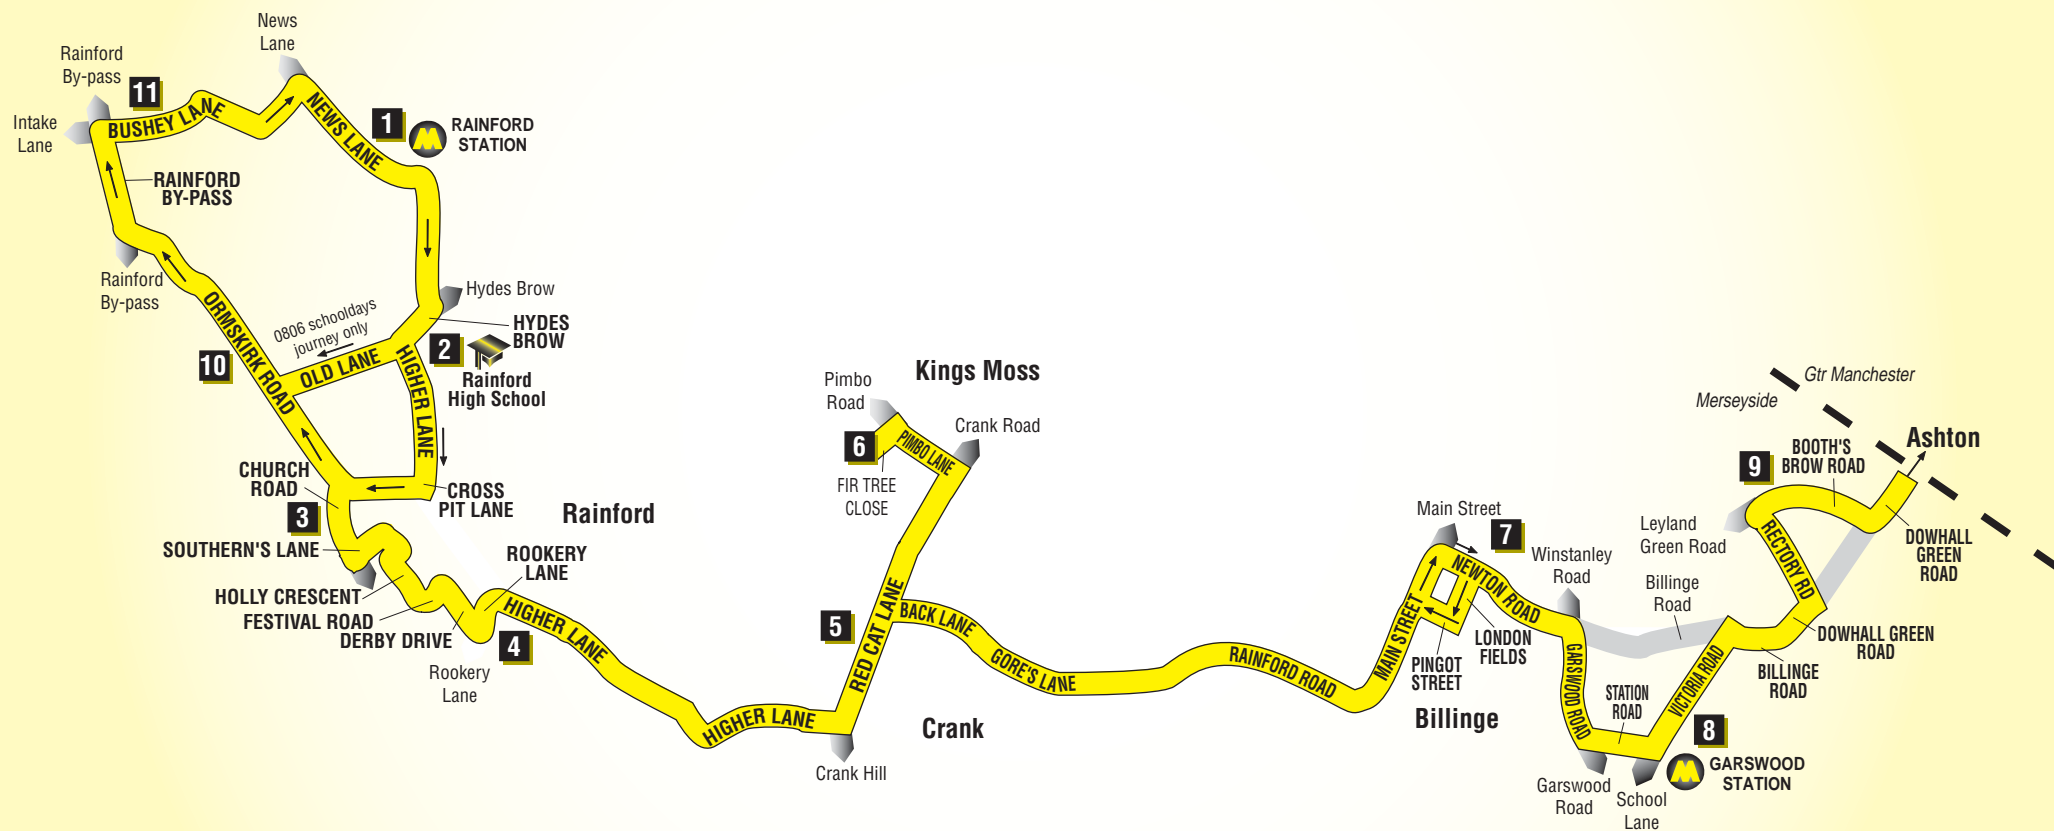 News
Lane
Rainford
By-pass
11
Intake
Lane
BUSHEY LANE
NEWS LANE
1
RAINFORD
STATION
RAINFORD
BY-PASS
Rainford
By-pass
ORMSKIRK ROAD
10
0806 schooldays
journey only
OLD LANE
Hydes Brow
HYDES
BROW
2
Rainford
High School
HIGHER LANE
CHURCH
ROAD
CROSS
PIT LANE
3
SOUTHERN'S LANE
HOLLY CRESCENT
FESTIVAL ROAD
DERBY DRIVE
Rainford
ROOKERY
LANE
4
Rookery
Lane
HIGHER LANE
HIGHER LANE
Crank Hill
Pimbo
Road
Kings Moss
Crank Road
6
PIMBO LANE
FIR TREE
CLOSE
5
RED CAT LANE
BACK LANE
GORE'S LANE
Crank
RAINFORD ROAD
MAIN STREET
Main Street
7
NEWTON ROAD
LONDON
FIELDS
PINGOT
STREET
Billinge
Winstanley
Road
GARSWOOD ROAD
Garswood
Road
STATION
ROAD
School
Lane
VICTORIA ROAD
8
GARSWOOD
STATION
Billinge
Road
BILLINGE
ROAD
DOWHALL GREEN
ROAD
RECTORY RD
Leyland
Green Road
9
BOOTH'S
BROW ROAD
DOWHALL
GREEN
ROAD
Ashton
Merseyside
Gtr Manchester